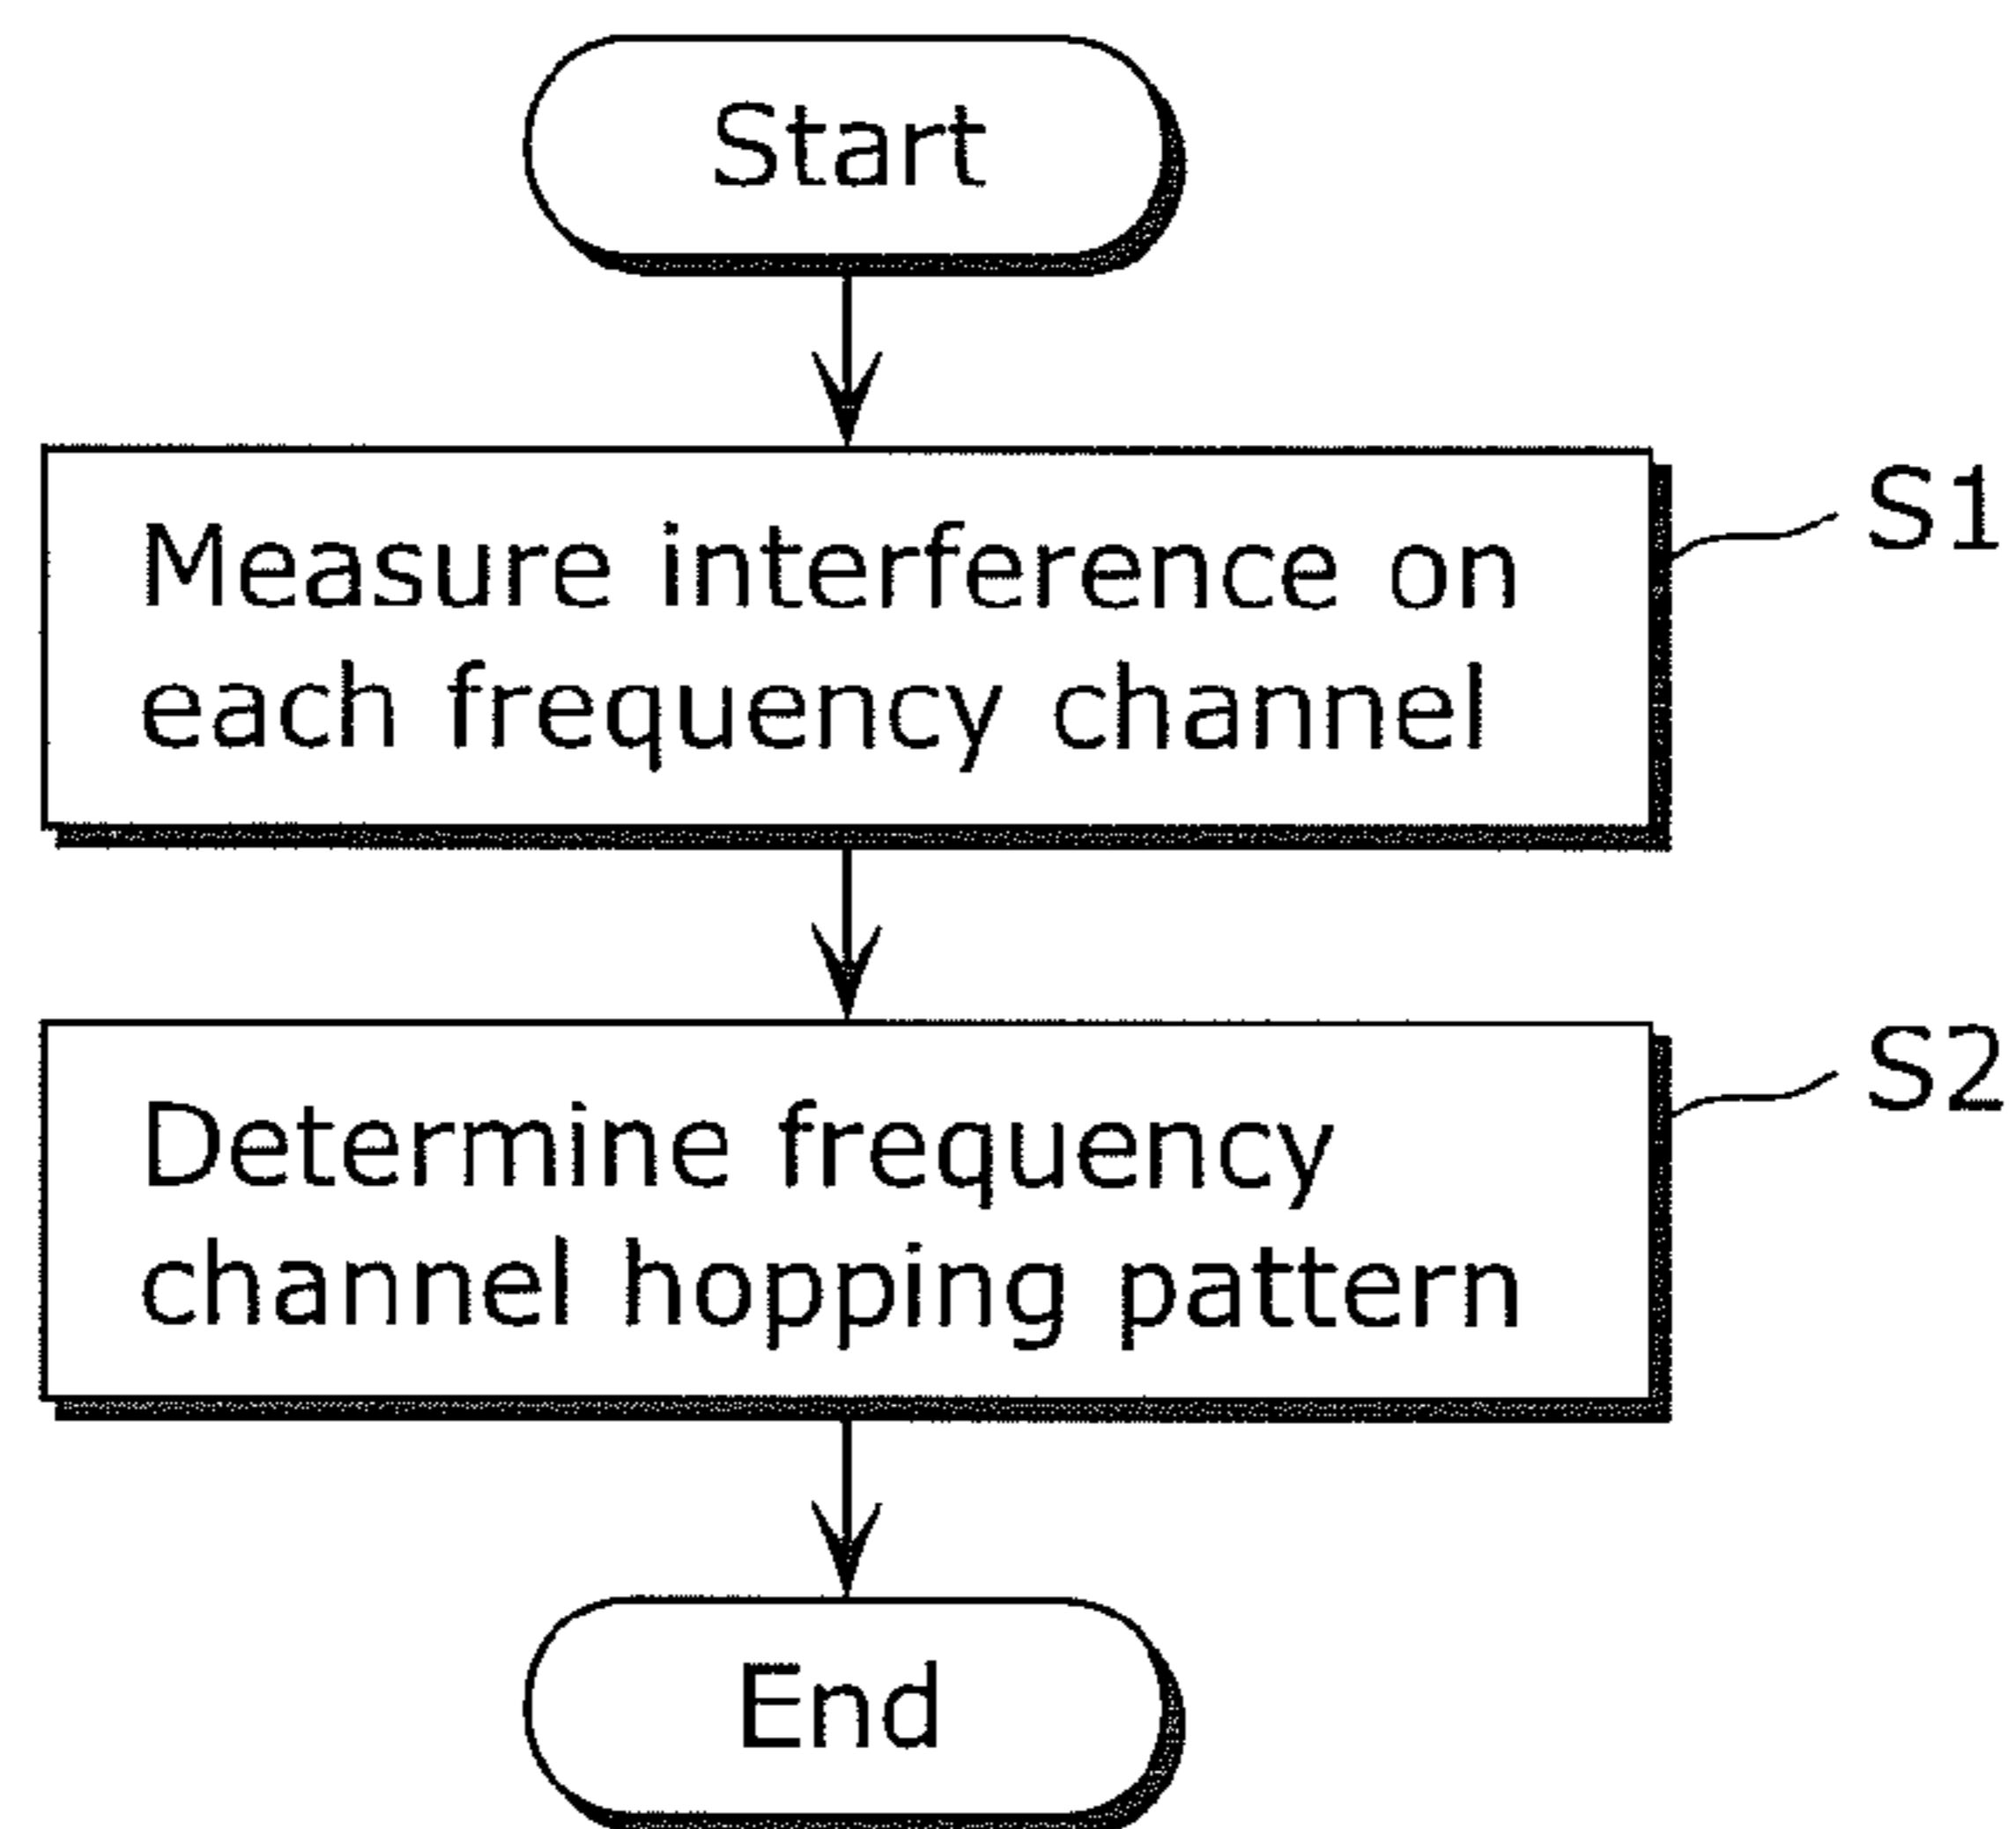 Start
Measure interference on
each frequency channel
S1
Determine frequency
channel hopping pattern
S2
End